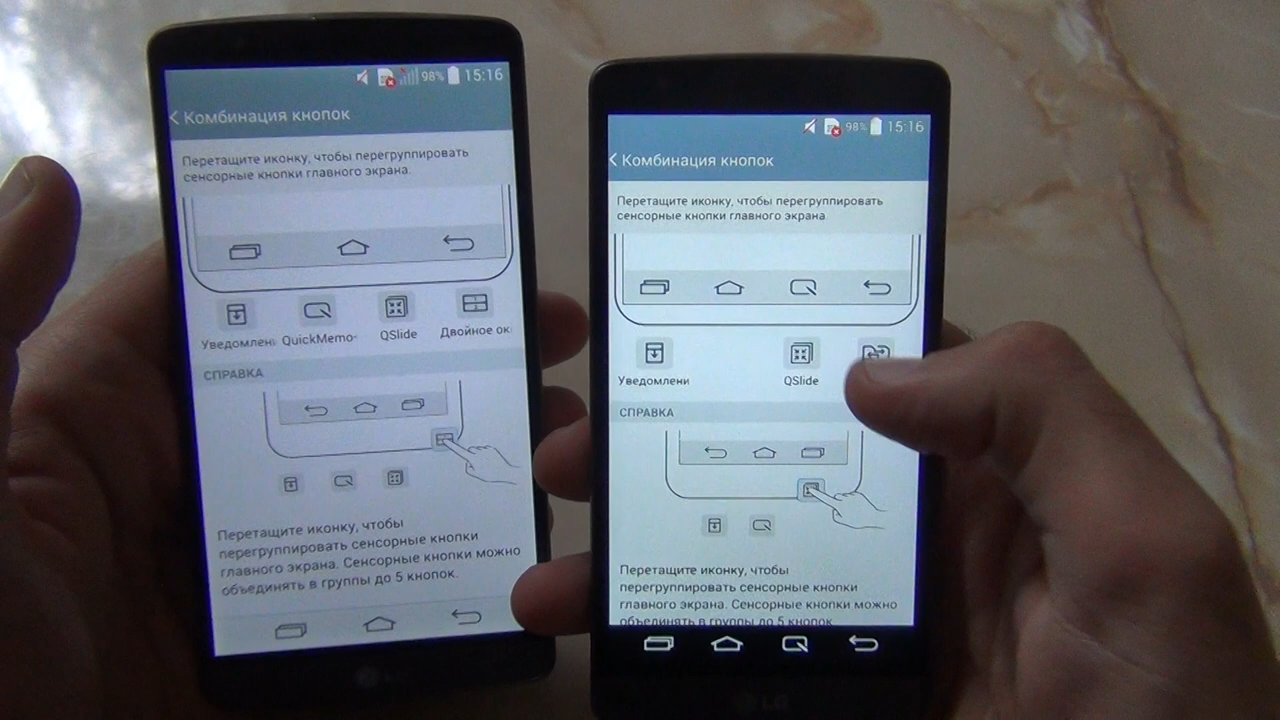 98% 15:16
Комбинация кнопок
Перетащите иконку, чтобы перегруппировать
сенсорные кнопки главного экрана.
Уведомлени QuickMemo- QSlide Двойное ок
СПРАВКА
Перетащите иконку, чтобы
перегруппировать сенсорные кнопки
главного экрана. Сенсорные кнопки можно
объединять в группы до 5 кнопок.
LG
98% 15:16
Комбинация кнопок
Перетащите иконку, чтобы перегруппировать
сенсорные кнопки главного экрана.
Уведомлени QSlide
СПРАВКА
Перетащите иконку, чтобы
перегруппировать сенсорные кнопки
главного экрана. Сенсорные кнопки можно
объединять в группы до 5 кнопок.
LG